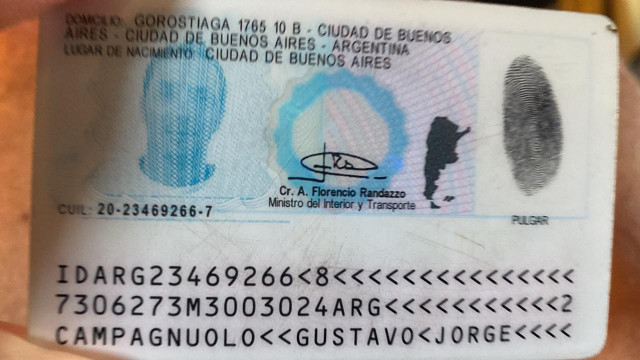 DOMICILIO: GOROSTIAGA 1765 10 B - CIUDAD DE BUENOS
AIRES - CIUDAD DE BUENOS AIRES - ARGENTINA
LUGAR DE NACIMIENTO: CIUDAD DE BUENOS AIRES
Cr. A. Florencio Randazzo
Ministro del Interior y Transporte
CUIL: 20-23469266-7
PULGAR
IDARG23469266<8<<<<<<<<<<<<<<<
7306273M3003024ARG<<<<<<<<<<<2
CAMPAGNUOLO<<GUSTAVO<JORGE<<<<